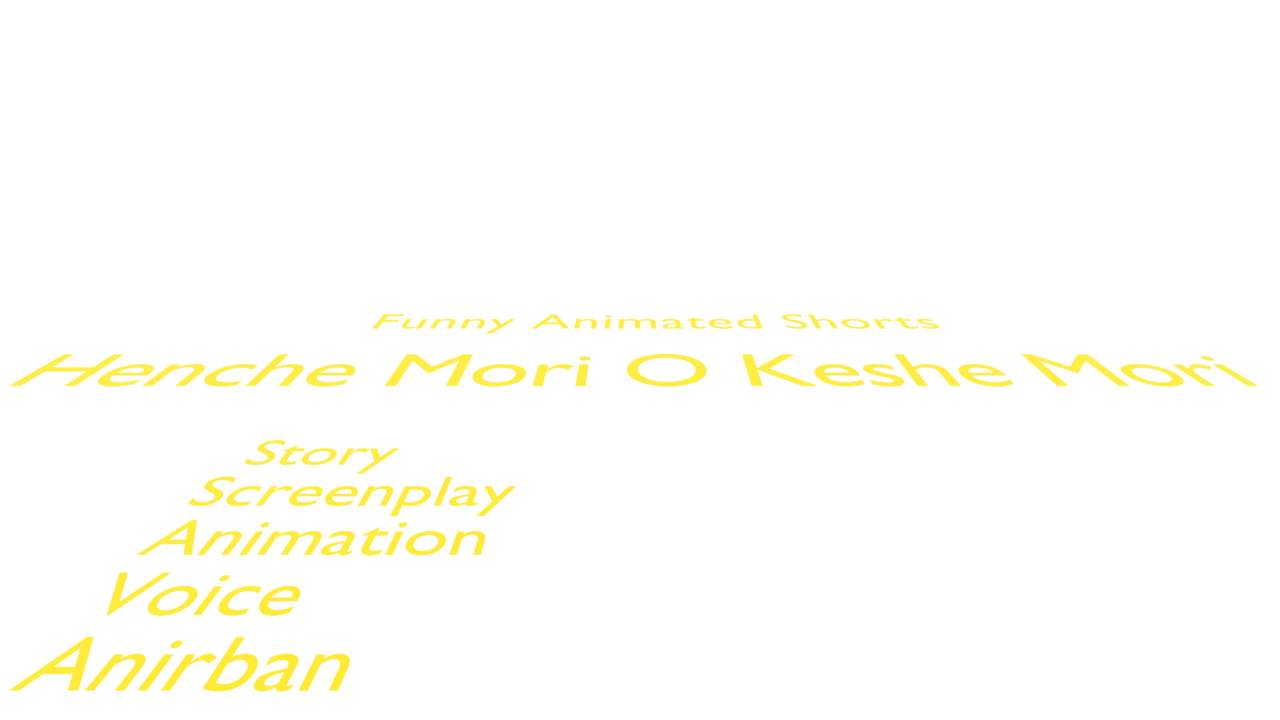 Funny Animated Shorts
Henche Mori O Keshe Mori
Story
Screenplay
Animation
Voice
Anirban